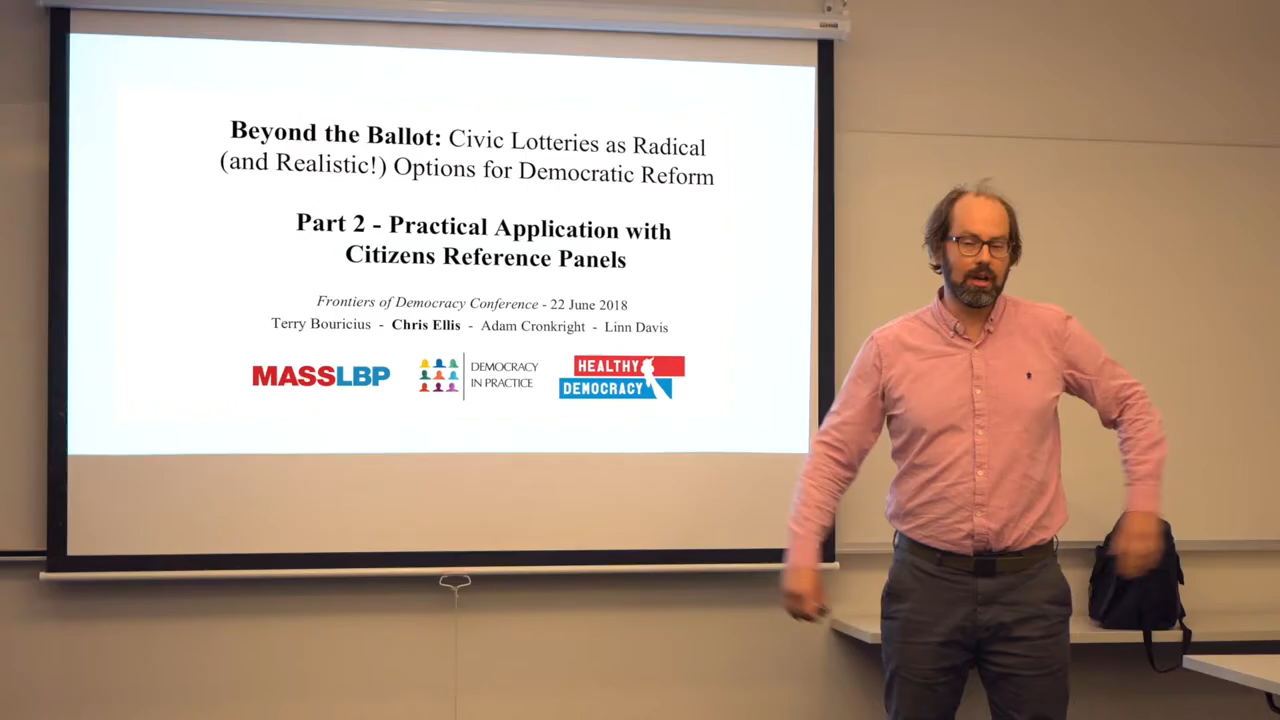 Beyond the Ballot: Civic Lotteries as Radical
(and Realistic!) Options for Democratic Reform
Part 2 - Practical Application with
Citizens Reference Panels
Frontiers of Democracy Conference - 22 June 2018
Terry Bouricius - Chris Ellis - Adam Cronkright - Linn Davis
MASSLBP
DEMOCRACY
IN PRACTICE
HEALTHY
DEMOCRACY